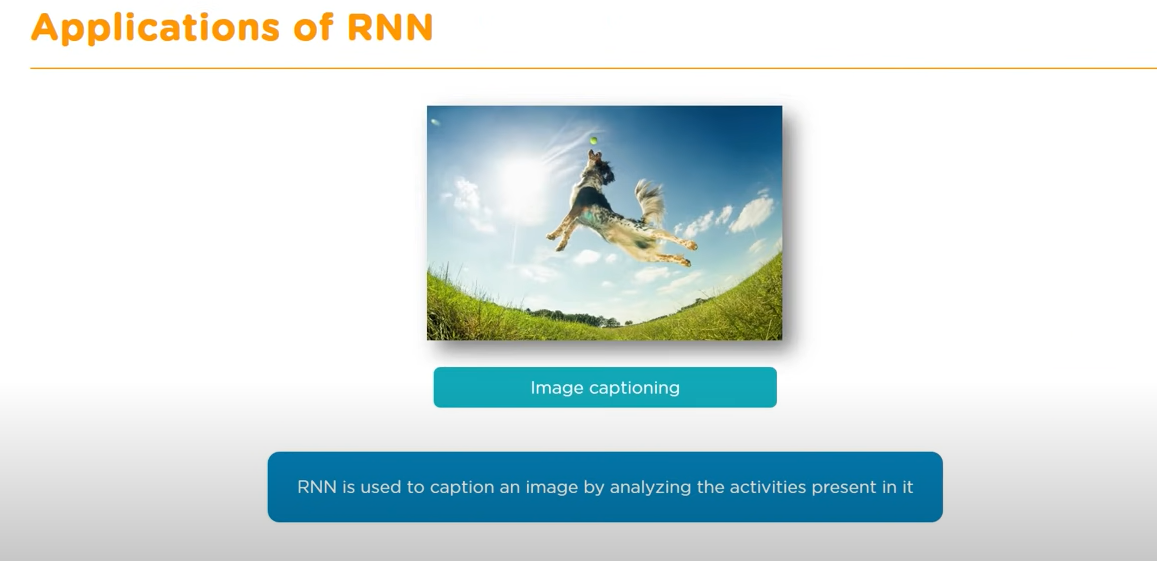 Applications of RNN
Image captioning
RNN is used to caption an image by analyzing the activities present in it